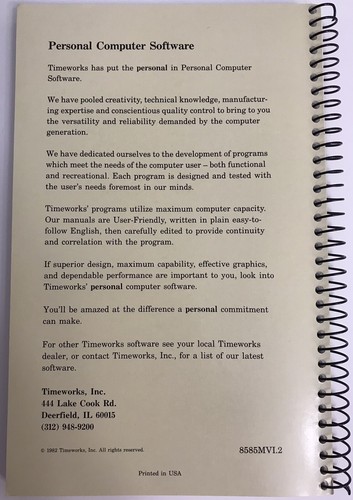 Personal Computer Software
Timeworks has put the personal in Personal Computer
Software.
We have pooled creativity, technical knowledge, manufactur-
ing expertise and conscientious quality control to bring to you
the versatility and reliability demanded by the computer
generation.
We have dedicated ourselves to the development of programs
which meet the needs of the computer user – both functional
and recreational. Each program is designed and tested with
the user's needs foremost in our minds.
Timeworks' programs utilize maximum computer capacity.
Our manuals are User-Friendly, written in plain easy-to-
follow English, then carefully edited to provide continuity
and correlation with the program.
If superior design, maximum capability, effective graphics,
and dependable performance are important to you, look into
Timeworks' personal computer software.
You'll be amazed at the difference a personal commitment
can make.
For other Timeworks software see your local Timeworks
dealer, or contact Timeworks, Inc., for a list of our latest
software.
Timeworks, Inc.
444 Lake Cook Rd.
Deerfield, IL 60015
(312) 948-9200
© 1983 Timeworks, Inc. All rights reserved.
8585MVI.2
Printed in USA